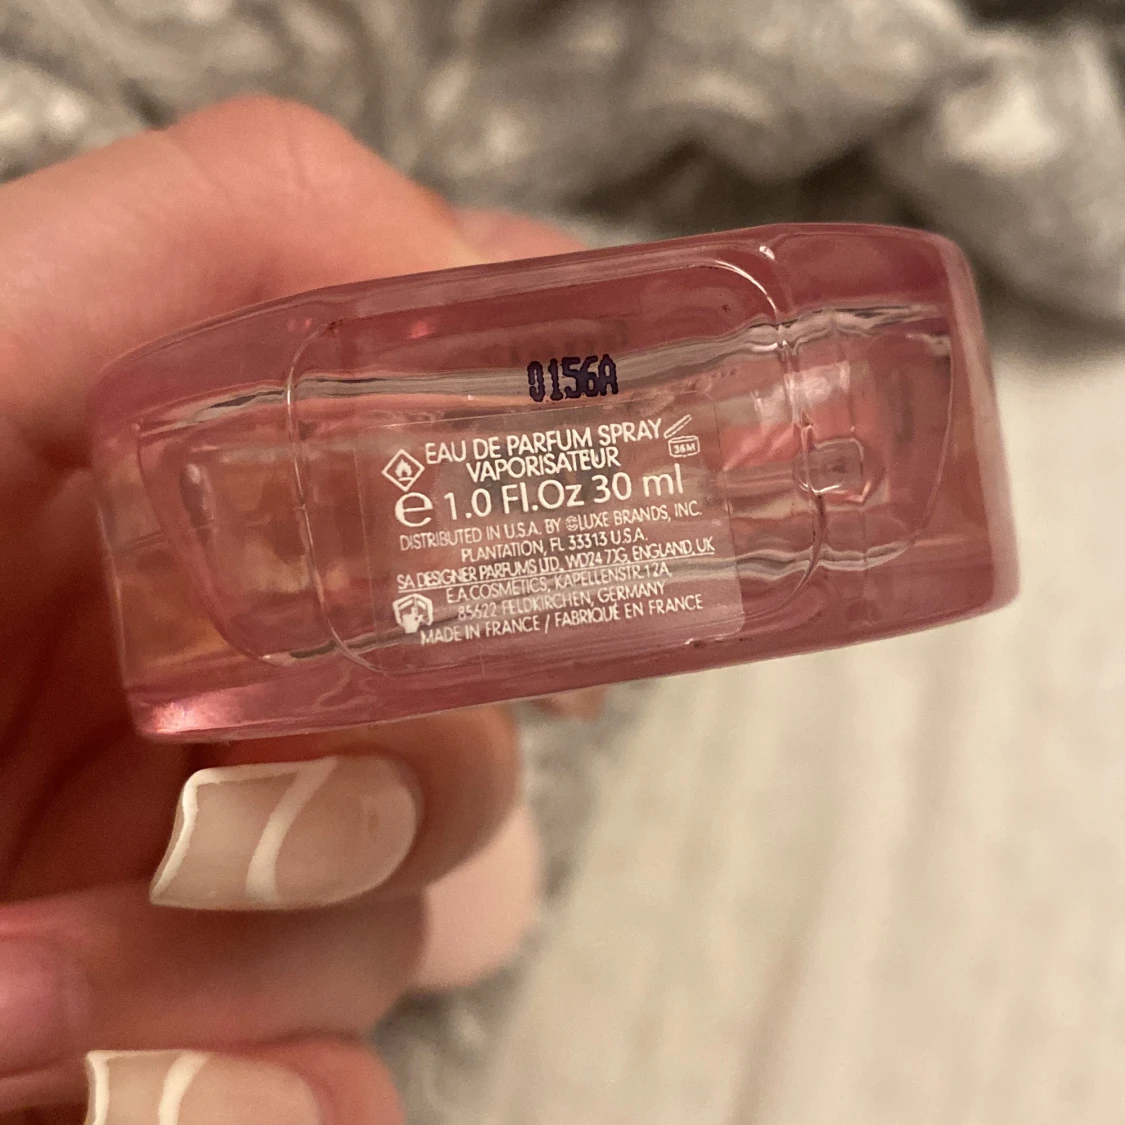 0156A
EAU DE PARFUM SPRAY
36M
VAPORISATEUR
e 1.0 Fl.Oz 30 ml
DISTRIBUTED IN U.S.A. BY LUXE BRANDS, INC.
PLANTATION, FL 33313 U.S.A.
SA DESIGNER PARFUMS LTD, WD24 7JG, ENGLAND, UK
E.A.COSMETICS, KAPELLENSTR.12A,
85622 FELDKIRCHEN, GERMANY
MADE IN FRANCE / FABRIQUÉ EN FRANCE